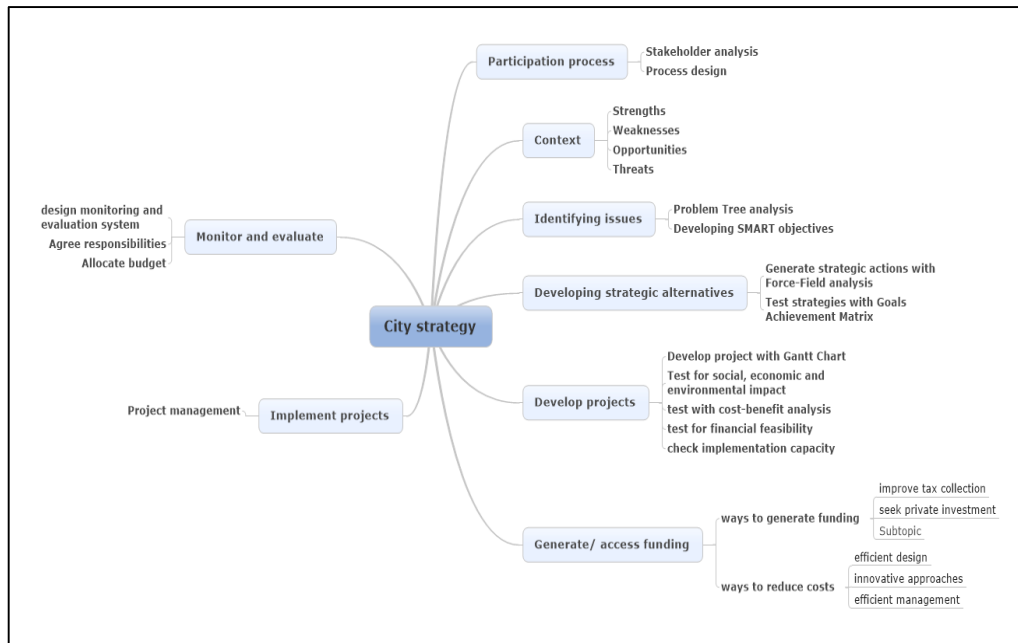 City strategy
Participation process
Stakeholder analysis
Process design
Context
Strengths
Weaknesses
Opportunities
Threats
Identifying issues
Problem Tree analysis
Developing SMART objectives
Developing strategic alternatives
Generate strategic actions with
Force-Field analysis
Test strategies with Goals
Achievement Matrix
Develop projects
Develop project with Gantt Chart
Test for social, economic and
environmental impact
test with cost-benefit analysis
test for financial feasibility
check implementation capacity
Generate/ access funding
ways to generate funding
improve tax collection
seek private investment
Subtopic
ways to reduce costs
efficient design
innovative approaches
efficient management
Implement projects
Project management
Monitor and evaluate
design monitoring and
evaluation system
Agree responsibilities
Allocate budget